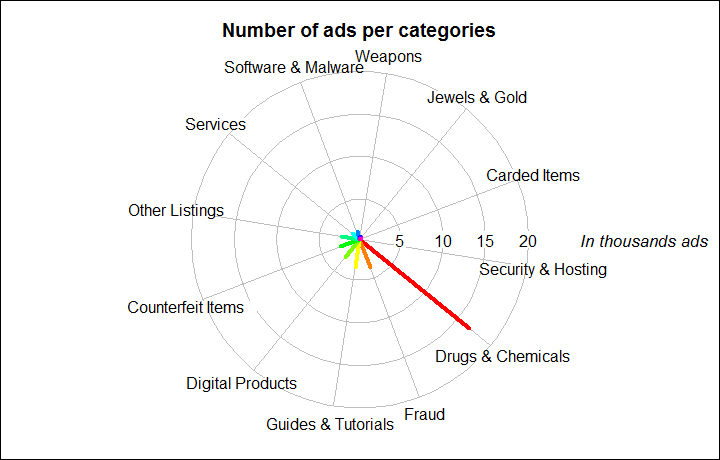 Number of ads per categories
Weapons
Software & Malware
Jewels & Gold
Services
Carded Items
Other Listings
5 10 15 20
In thousands ads
Security & Hosting
Counterfeit Items
Drugs & Chemicals
Digital Products
Fraud
Guides & Tutorials